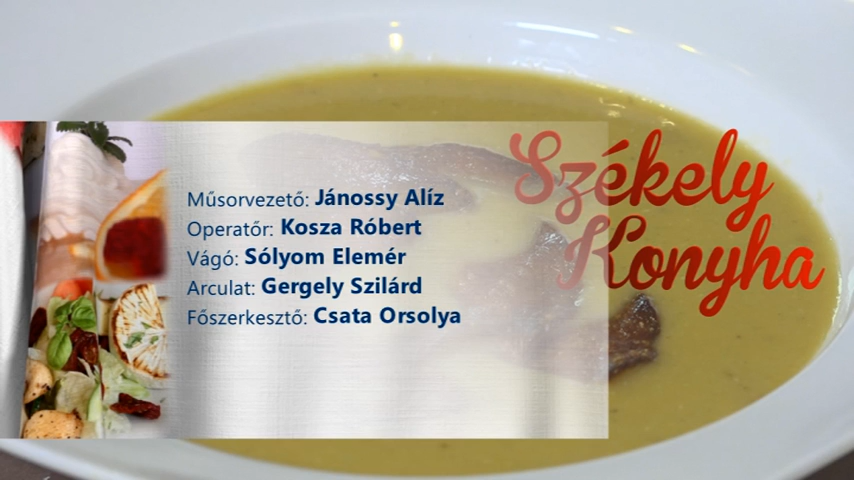 Székely
Konyha
Műsorvezető: Jánossy Alíz
Operatőr: Kosza Róbert
Vágó: Sólyom Elemér
Arculat: Gergely Szilárd
Főszerkesztő: Csata Orsolya